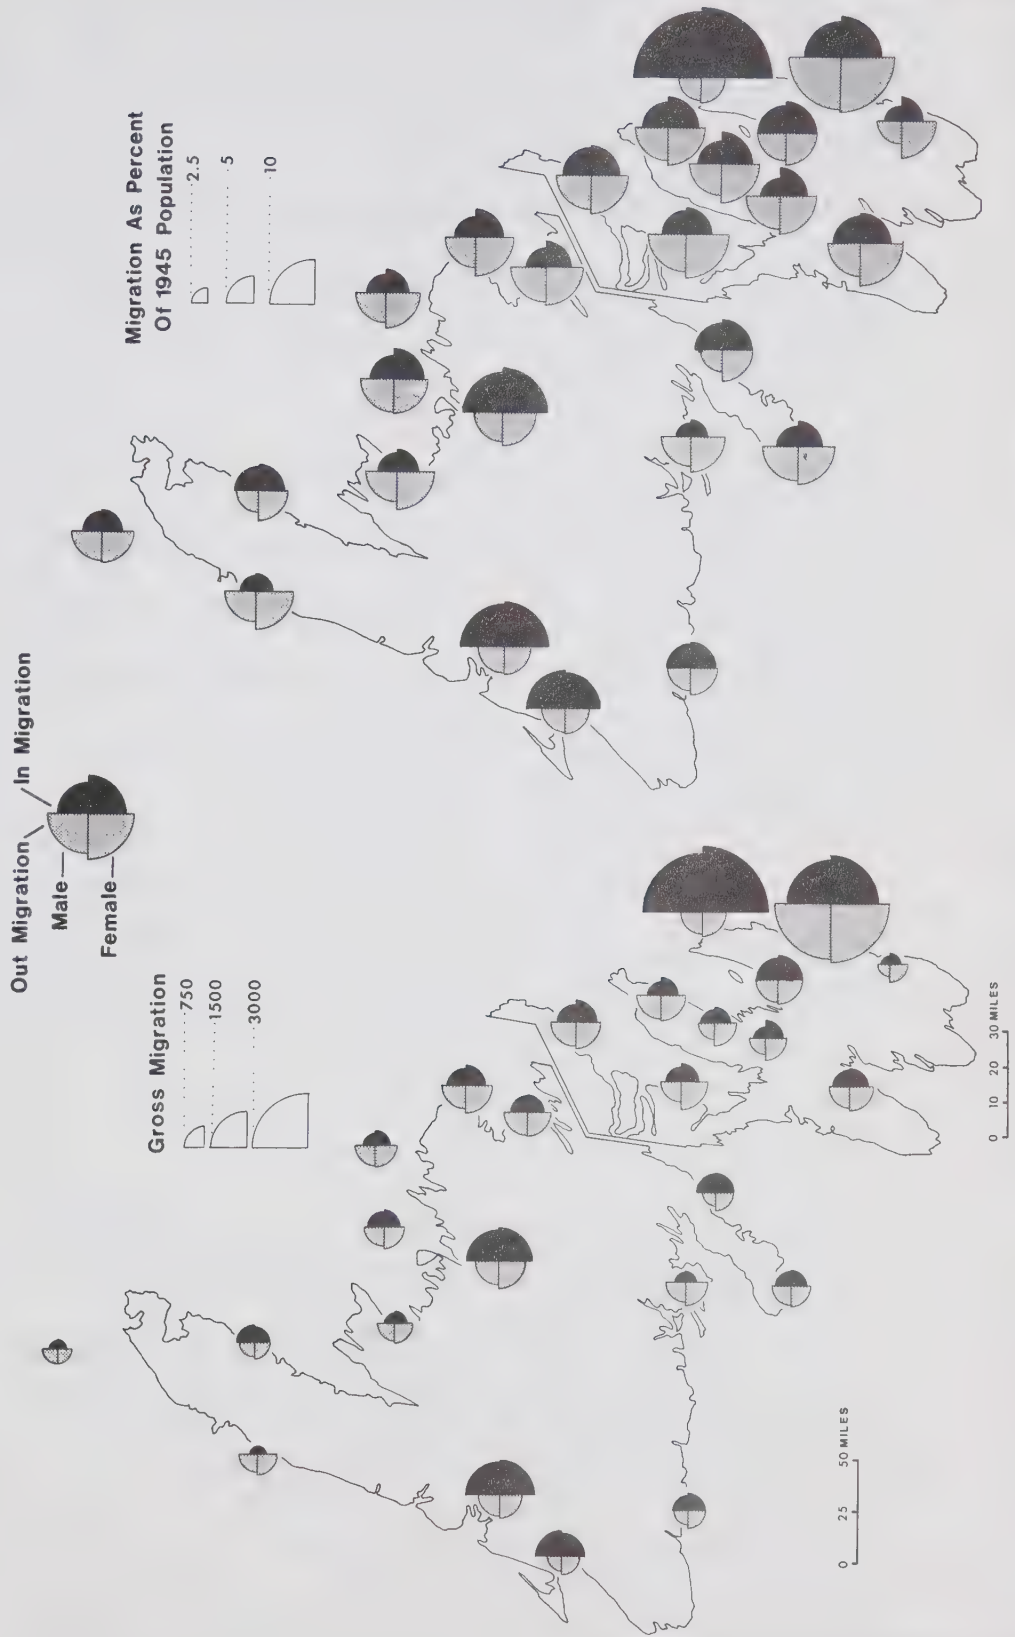 Out Migration
In Migration
Male
Female
Gross Migration
750
1500
3000
Migration As Percent
Of 1945 Population
2.5
5
10
0 25 50 MILES
0 10 20 30 MILES